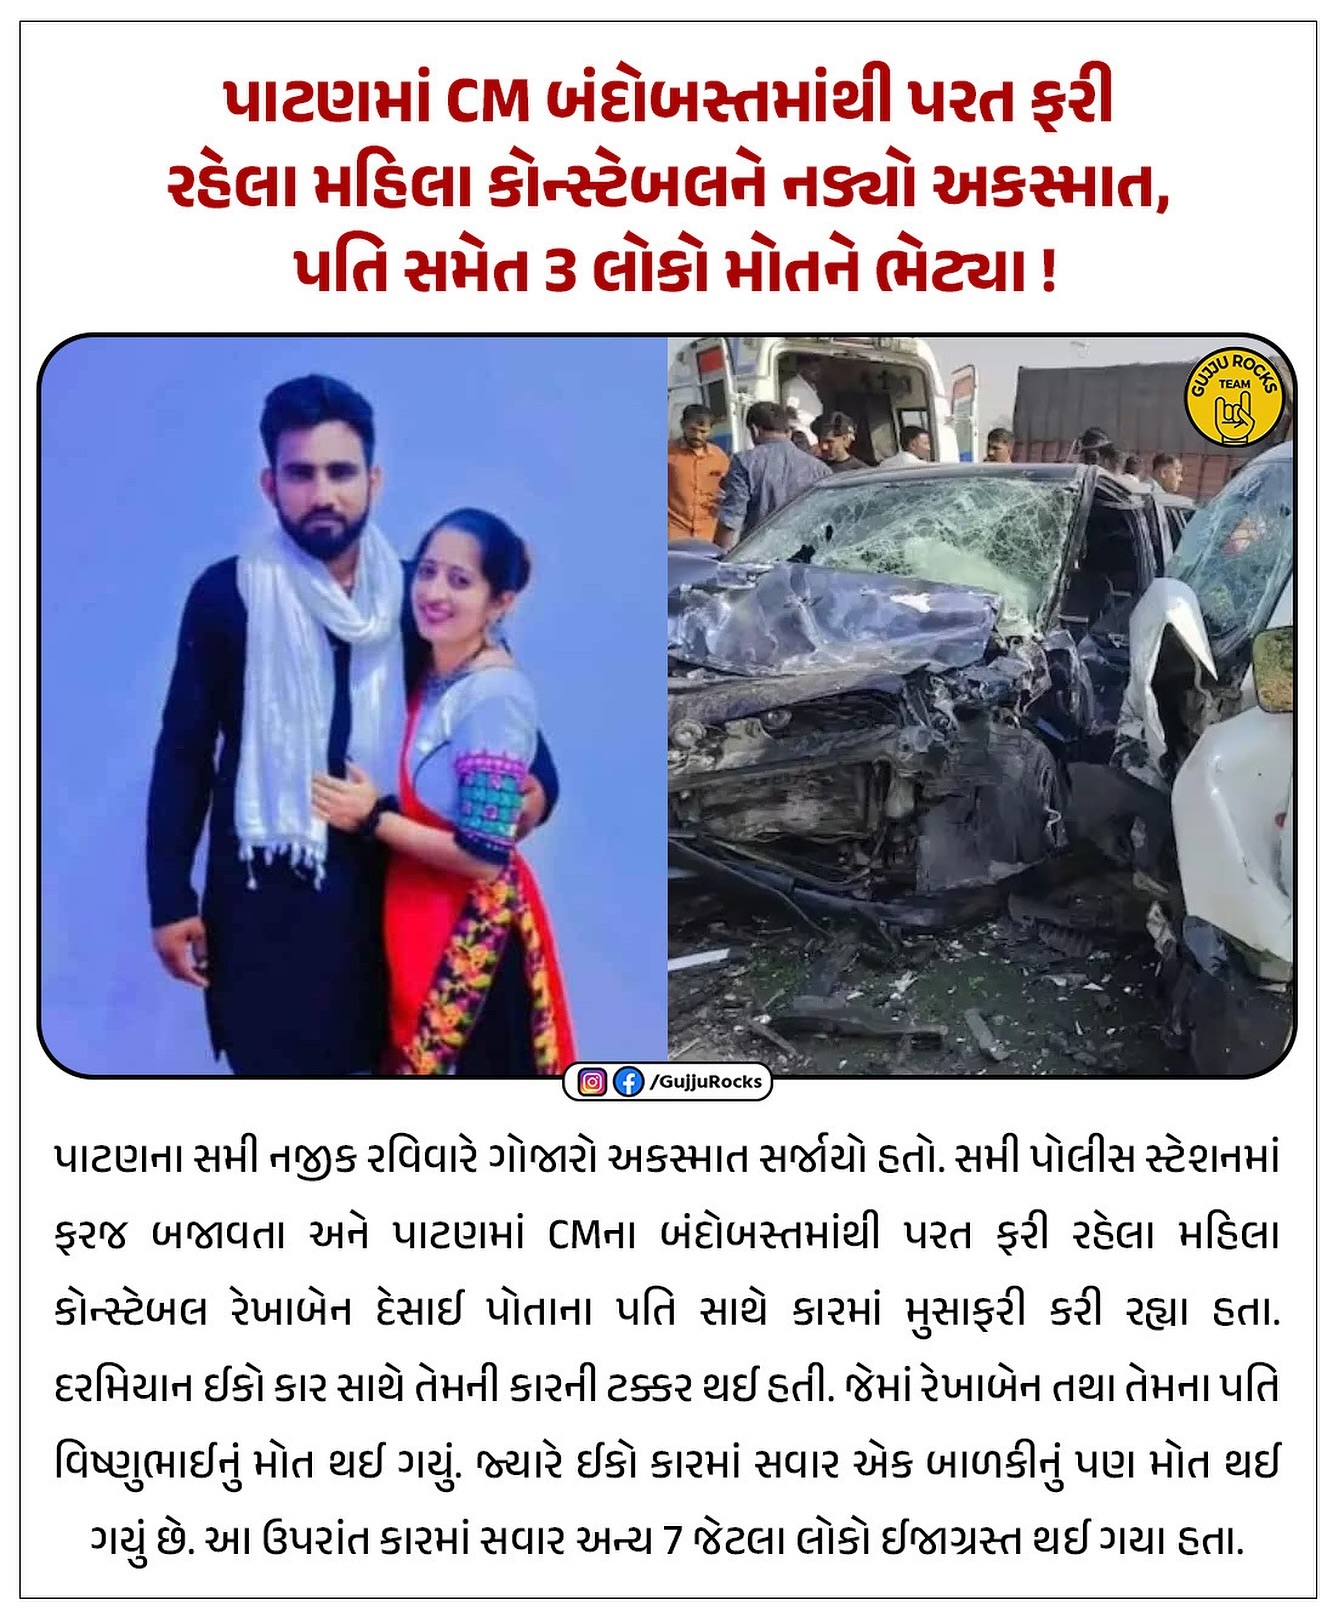 પાટણમાં CM બંદોબસ્તમાંથી પરત ફરી
રહેલા મહિલા કોન્સ્ટેબલને નડ્યો અકસ્માત,
પતિ સમેત 3 લોકો મોતને ભેટ્યા !
GUJJU ROCKS
TEAM
/GujjuRocks
પાટણના સમી નજીક રવિવારે ગોજારો અકસ્માત સર્જાયો હતો. સમી પોલીસ સ્ટેશનમાં
ફરજ બજાવતા અને પાટણમાં CMના બંદોબસ્તમાંથી પરત ફરી રહેલા મહિલા
કોન્સ્ટેબલ રેખાબેન દેસાઈ પોતાના પતિ સાથે કારમાં મુસાફરી કરી રહ્યા હતા.
દરમિયાન ઈકો કાર સાથે તેમની કારની ટક્કર થઈ હતી. જેમાં રેખાબેન તથા તેમના પતિ
વિષ્ણુભાઈનું મોત થઈ ગયું. જ્યારે ઈકો કારમાં સવાર એક બાળકીનું પણ મોત થઈ
ગયું છે. આ ઉપરાંત કારમાં સવાર અન્ય 7 જેટલા લોકો ઈજાગ્રસ્ત થઈ ગયા હતા.